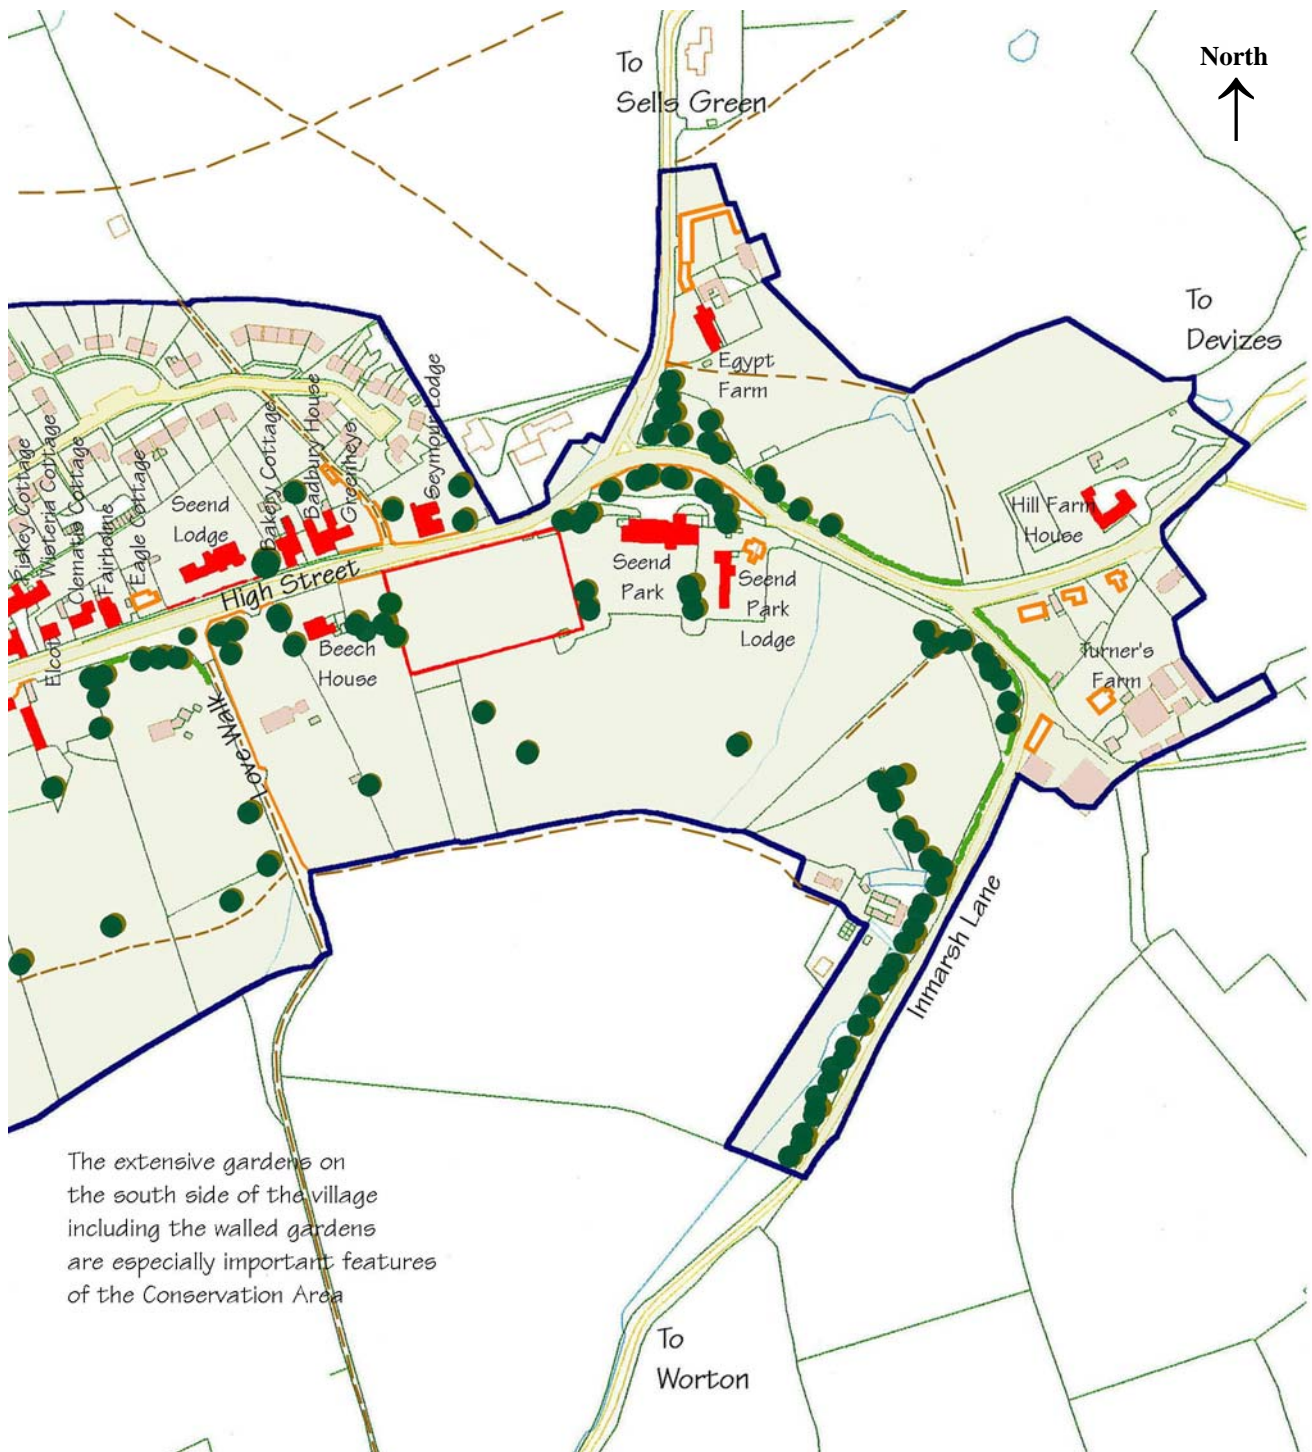 North
To
Sells Green
To
Devizes
Egypt
Farm
Seymour Lodge
Greenheys
Badbury House
Bakery Cottage
Seend
Lodge
Eagle Cottage
Fairholme
Clematis Cottage
Wisteria Cottage
Elcot
High Street
Beech
House
Love Walk
Seend
Park
Seend
Park
Lodge
Hill Farm
House
Turner's
Farm
Inmarsh Lane
The extensive gardens on
the south side of the village
including the walled gardens
are especially important features
of the Conservation Area
To
Worton